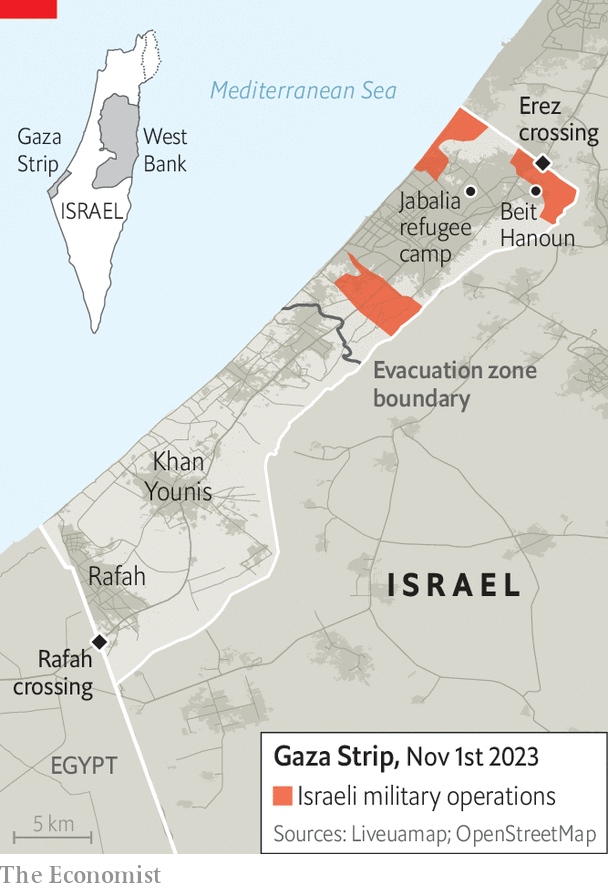 Mediterranean Sea
Erez
crossing
Gaza
Strip
West
Bank
ISRAEL
Jabalia
refugee
camp
Beit
Hanoun
Evacuation zone
boundary
Khan
Younis
Rafah
ISRAEL
Rafah
crossing
EGYPT
5 km
Gaza Strip, Nov 1st 2023
Israeli military operations
Sources: Liveuamap; OpenStreetMap
The Economist